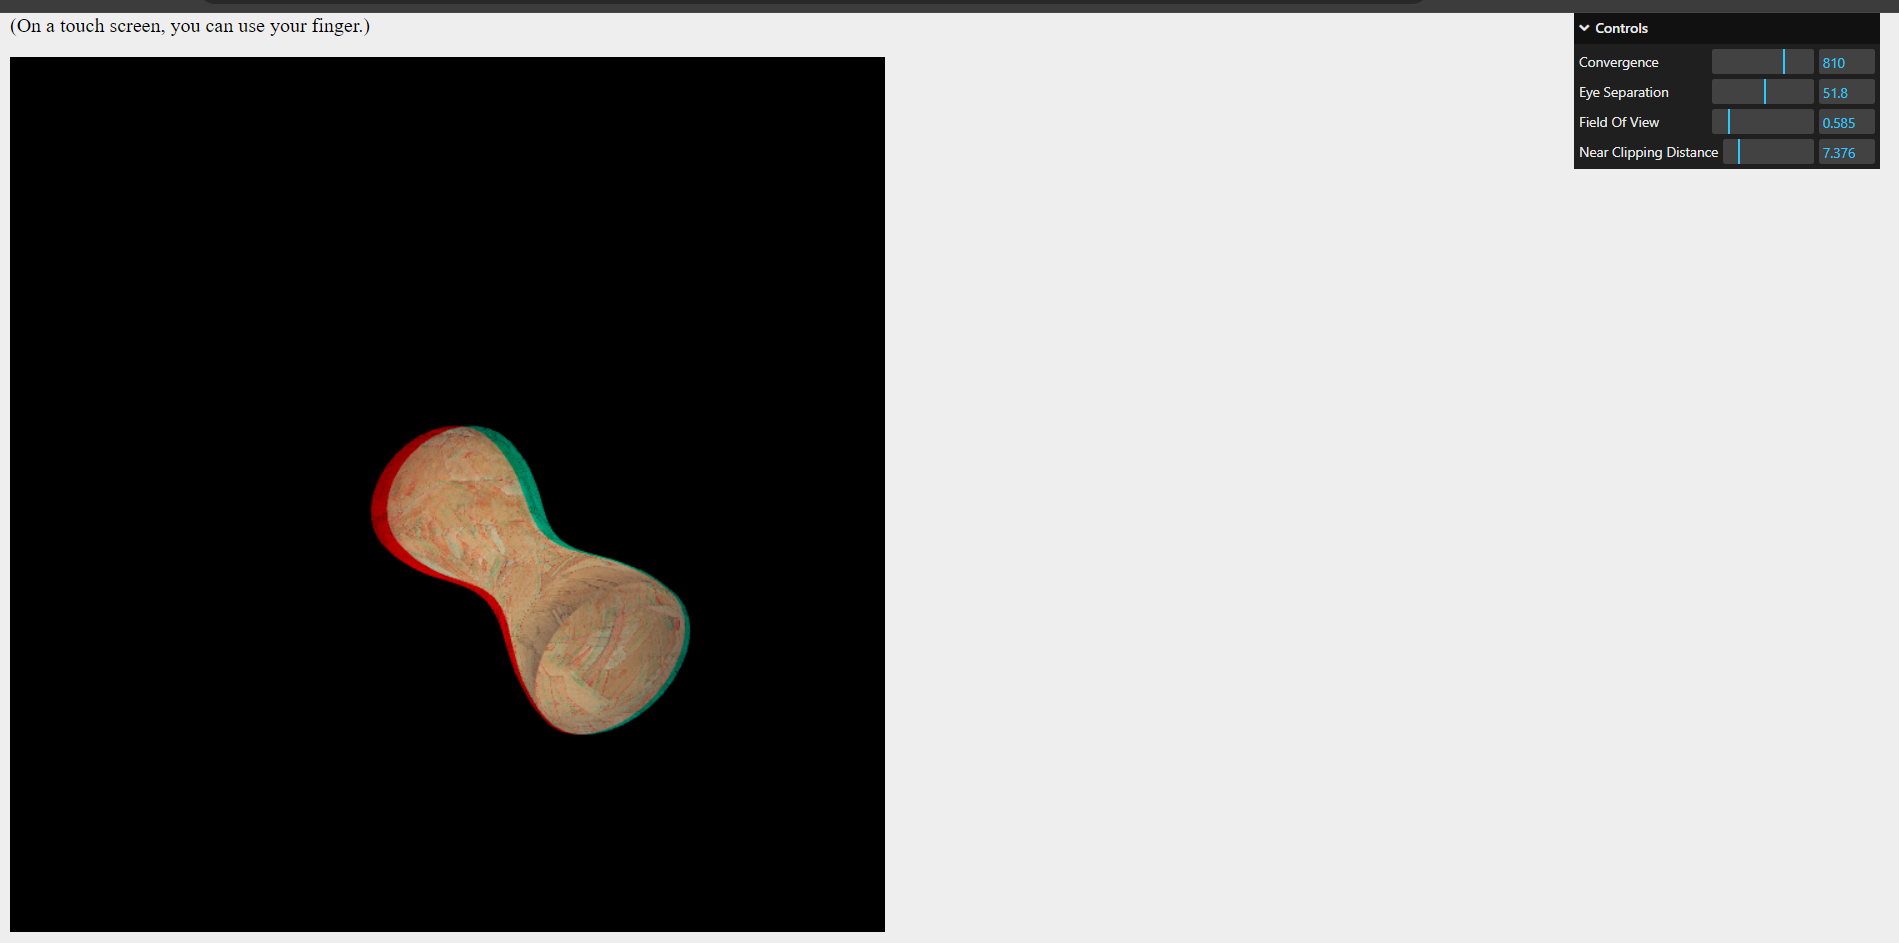 (On a touch screen, you can use your finger.)
Controls
Convergence 810
Eye Separation 51.8
Field Of View 0.585
Near Clipping Distance 7.376